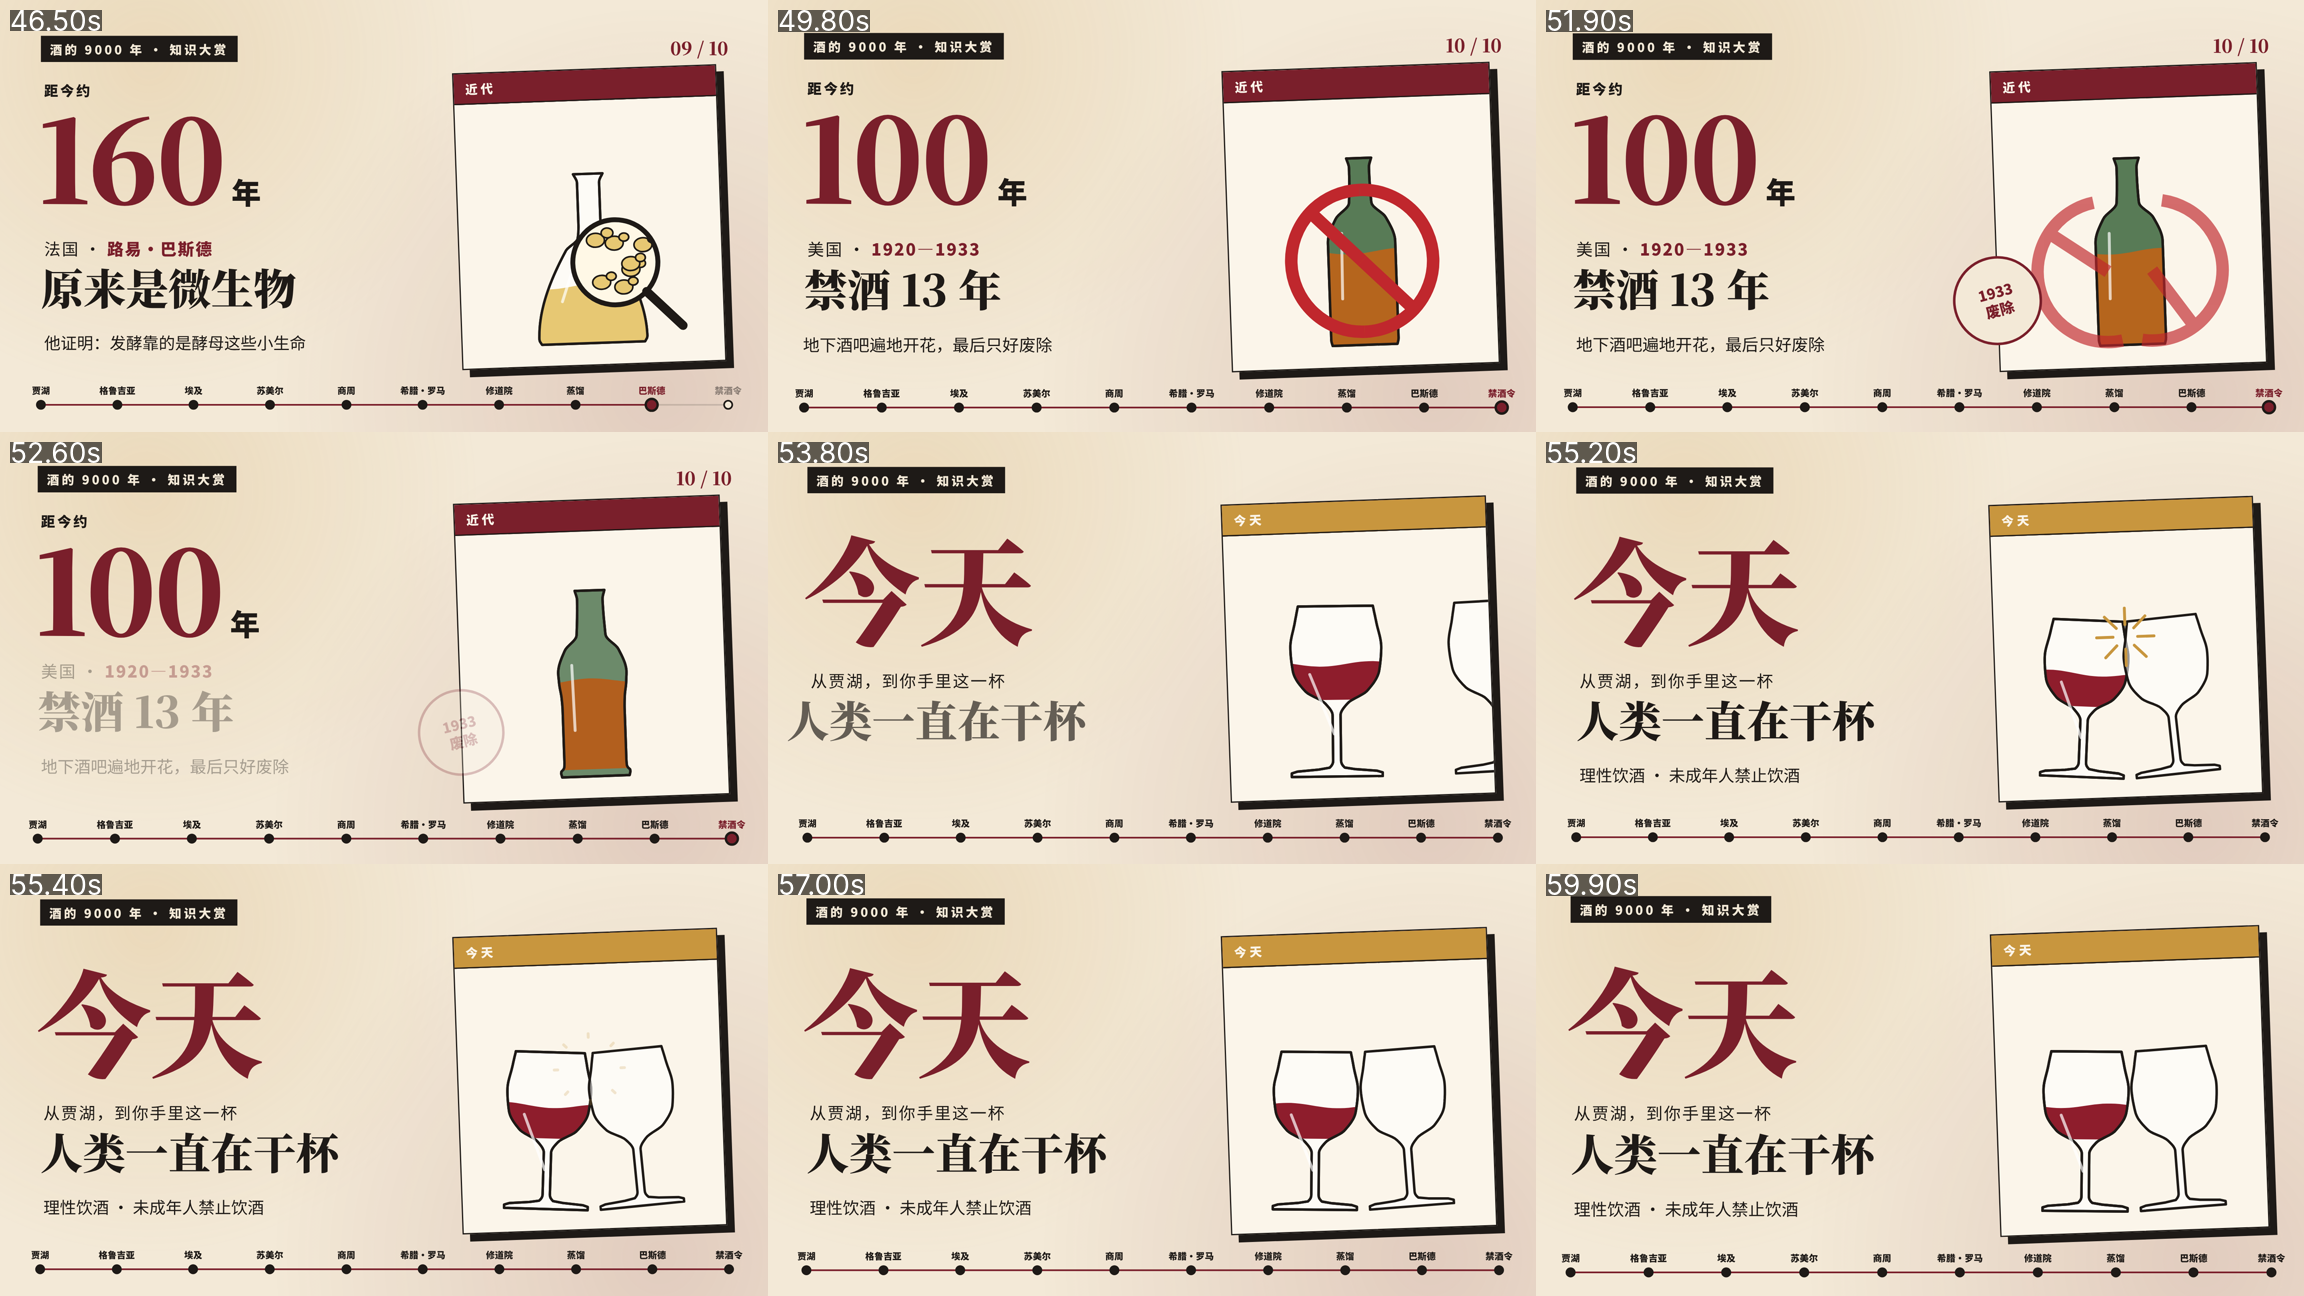 46.50s
酒的 9000 年 · 知识大赏
09 / 10
距今约
160 年
法国 · 路易·巴斯德
原来是微生物
他证明：发酵靠的是酵母这些小生命
近代
贾湖 格鲁吉亚 埃及 苏美尔 商周 希腊·罗马 修道院 蒸馏 巴斯德 禁酒令
49.80s
酒的 9000 年 · 知识大赏
10 / 10
距今约
100 年
美国 · 1920—1933
禁酒 13 年
地下酒吧遍地开花，最后只好废除
近代
贾湖 格鲁吉亚 埃及 苏美尔 商周 希腊·罗马 修道院 蒸馏 巴斯德 禁酒令
51.90s
酒的 9000 年 · 知识大赏
10 / 10
距今约
100 年
美国 · 1920—1933
禁酒 13 年
地下酒吧遍地开花，最后只好废除
近代
1933
废除
贾湖 格鲁吉亚 埃及 苏美尔 商周 希腊·罗马 修道院 蒸馏 巴斯德 禁酒令
52.60s
酒的 9000 年 · 知识大赏
10 / 10
距今约
100 年
美国 · 1920—1933
禁酒 13 年
地下酒吧遍地开花，最后只好废除
近代
1933
废除
贾湖 格鲁吉亚 埃及 苏美尔 商周 希腊·罗马 修道院 蒸馏 巴斯德 禁酒令
53.80s
酒的 9000 年 · 知识大赏
今天
从贾湖，到你手里这一杯
人类一直在干杯
今天
贾湖 格鲁吉亚 埃及 苏美尔 商周 希腊·罗马 修道院 蒸馏 巴斯德 禁酒令
55.20s
酒的 9000 年 · 知识大赏
今天
从贾湖，到你手里这一杯
人类一直在干杯
理性饮酒 · 未成年人禁止饮酒
今天
贾湖 格鲁吉亚 埃及 苏美尔 商周 希腊·罗马 修道院 蒸馏 巴斯德 禁酒令
55.40s
酒的 9000 年 · 知识大赏
今天
从贾湖，到你手里这一杯
人类一直在干杯
理性饮酒 · 未成年人禁止饮酒
今天
贾湖 格鲁吉亚 埃及 苏美尔 商周 希腊·罗马 修道院 蒸馏 巴斯德 禁酒令
57.00s
酒的 9000 年 · 知识大赏
今天
从贾湖，到你手里这一杯
人类一直在干杯
理性饮酒 · 未成年人禁止饮酒
今天
贾湖 格鲁吉亚 埃及 苏美尔 商周 希腊·罗马 修道院 蒸馏 巴斯德 禁酒令
59.90s
酒的 9000 年 · 知识大赏
今天
从贾湖，到你手里这一杯
人类一直在干杯
理性饮酒 · 未成年人禁止饮酒
今天
贾湖 格鲁吉亚 埃及 苏美尔 商周 希腊·罗马 修道院 蒸馏 巴斯德 禁酒令